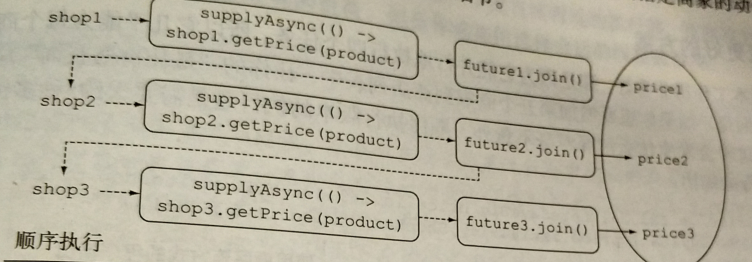 shop1
supplyAsync(() ->
shop1.getPrice(product)
future1.join()
price1
shop2
supplyAsync(() ->
shop2.getPrice(product)
future2.join()
price2
shop3
supplyAsync(() ->
shop3.getPrice(product)
future3.join()
price3
顺序执行